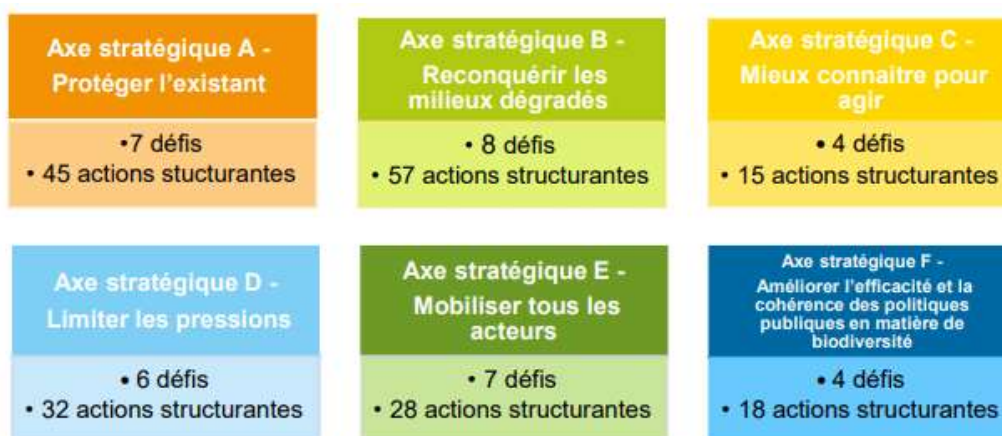 Axe stratégique A -
Protéger l'existant
•7 défis
• 45 actions stucturantes
Axe stratégique B -
Reconquérir les
milieux dégradés
• 8 défis
• 57 actions structurantes
Axe stratégique C -
Mieux connaitre pour
agir
• 4 défis
• 15 actions structurantes
Axe stratégique D -
Limiter les pressions
• 6 défis
• 32 actions structurantes
Axe stratégique E -
Mobiliser tous les
acteurs
• 7 défis
• 28 actions structurantes
Axe stratégique F -
Améliorer l'efficacité et la
cohérence des politiques
publiques en matière de
biodiversité
• 4 défis
• 18 actions structurantes